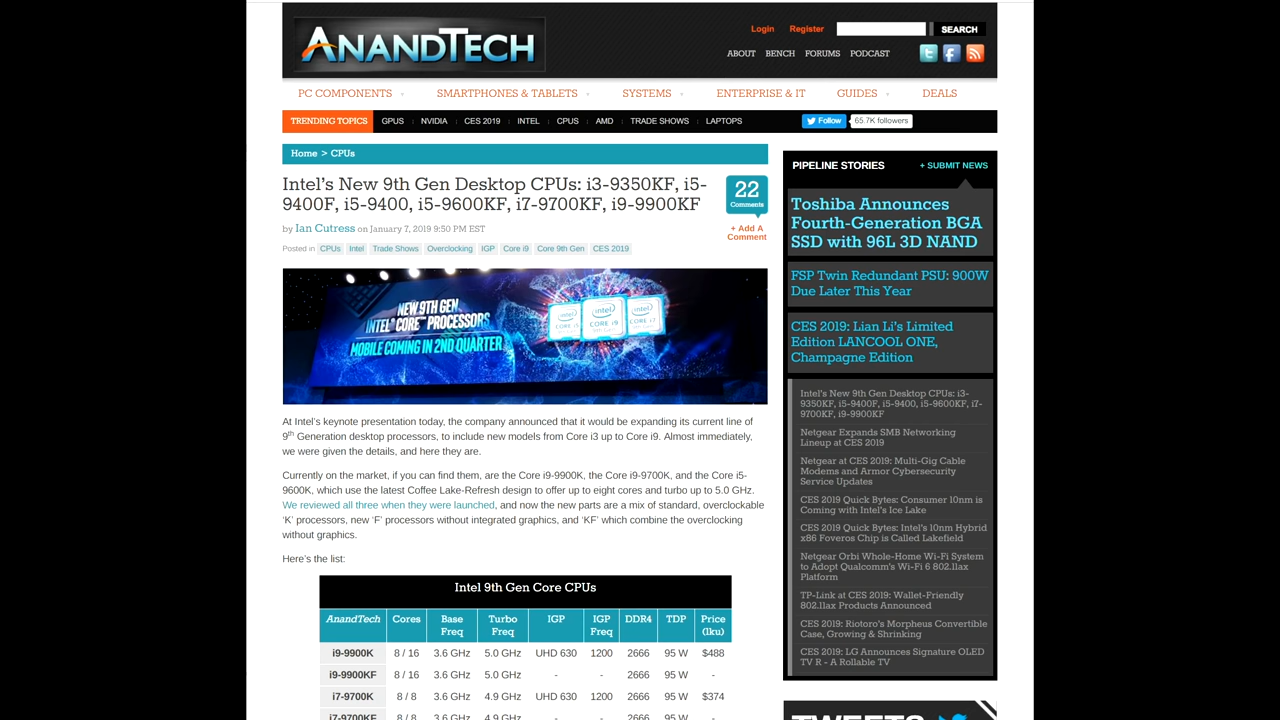 ANANDTECH
Login Register
SEARCH
ABOUT BENCH FORUMS PODCAST
PC COMPONENTS SMARTPHONES & TABLETS SYSTEMS ENTERPRISE & IT GUIDES DEALS
TRENDING TOPICS GPUS NVIDIA CES 2019 INTEL CPUS AMD TRADE SHOWS LAPTOPS
Follow 65.7K followers
Home > CPUs
Intel's New 9th Gen Desktop CPUs: i3-9350KF, i5-
9400F, i5-9400, i5-9600KF, i7-9700KF, i9-9900KF
by Ian Cutress on January 7, 2019 9:50 PM EST
22
Comments
+ Add A
Comment
Posted in CPUs Intel Trade Shows Overclocking IGP Core i9 Core 9th Gen CES 2019
NEW 9TH GEN
INTEL® CORE™ PROCESSORS
MOBILE COMING IN 2ND QUARTER
CORE i5
CORE i9
CORE i7
At Intel's keynote presentation today, the company announced that it would be expanding its current line of
9th Generation desktop processors, to include new models from Core i3 up to Core i9. Almost immediately,
we were given the details, and here they are.
Currently on the market, if you can find them, are the Core i9-9900K, the Core i9-9700K, and the Core i5-
9600K, which use the latest Coffee Lake-Refresh design to offer up to eight cores and turbo up to 5.0 GHz.
We reviewed all three when they were launched, and now the new parts are a mix of standard, overclockable
'K' processors, new 'F' processors without integrated graphics, and 'KF' which combine the overclocking
without graphics.
Here's the list:
Intel 9th Gen Core CPUs
AnandTech Cores Base Freq Turbo Freq IGP IGP Freq DDR4 TDP Price (1ku)
i9-9900K 8 / 16 3.6 GHz 5.0 GHz UHD 630 1200 2666 95 W $488
i9-9900KF 8 / 16 3.6 GHz 5.0 GHz - - 2666 95 W -
i7-9700K 8 / 8 3.6 GHz 4.9 GHz UHD 630 1200 2666 95 W $374
i7-9700KF 8 / 8 3.6 GHz 4.9 GHz - - 2666 95 W -
PIPELINE STORIES + SUBMIT NEWS
Toshiba Announces
Fourth-Generation BGA
SSD with 96L 3D NAND
FSP Twin Redundant PSU: 900W
Due Later This Year
CES 2019: Lian Li's Limited
Edition LANCOOL ONE,
Champagne Edition
Intel's New 9th Gen Desktop CPUs: i3-
9350KF, i5-9400F, i5-9400, i5-9600KF, i7-
9700KF, i9-9900KF
Netgear Expands SMB Networking
Lineup at CES 2019
Netgear at CES 2019: Multi-Gig Cable
Modems and Armor Cybersecurity
Service Updates
CES 2019 Quick Bytes: Consumer 10nm is
Coming with Intel's Ice Lake
CES 2019 Quick Bytes: Intel's 10nm Hybrid
x86 Foveros Chip is Called Lakefield
Netgear Orbi Whole-Home Wi-Fi System
to Adopt Qualcomm's Wi-Fi 6 802.11ax
Platform
TP-Link at CES 2019: Wallet-Friendly
802.11ax Products Announced
CES 2019: Riotoro's Morpheus Convertible
Case, Growing & Shrinking
CES 2019: LG Announces Signature OLED
TV R - A Rollable TV
TWEETS